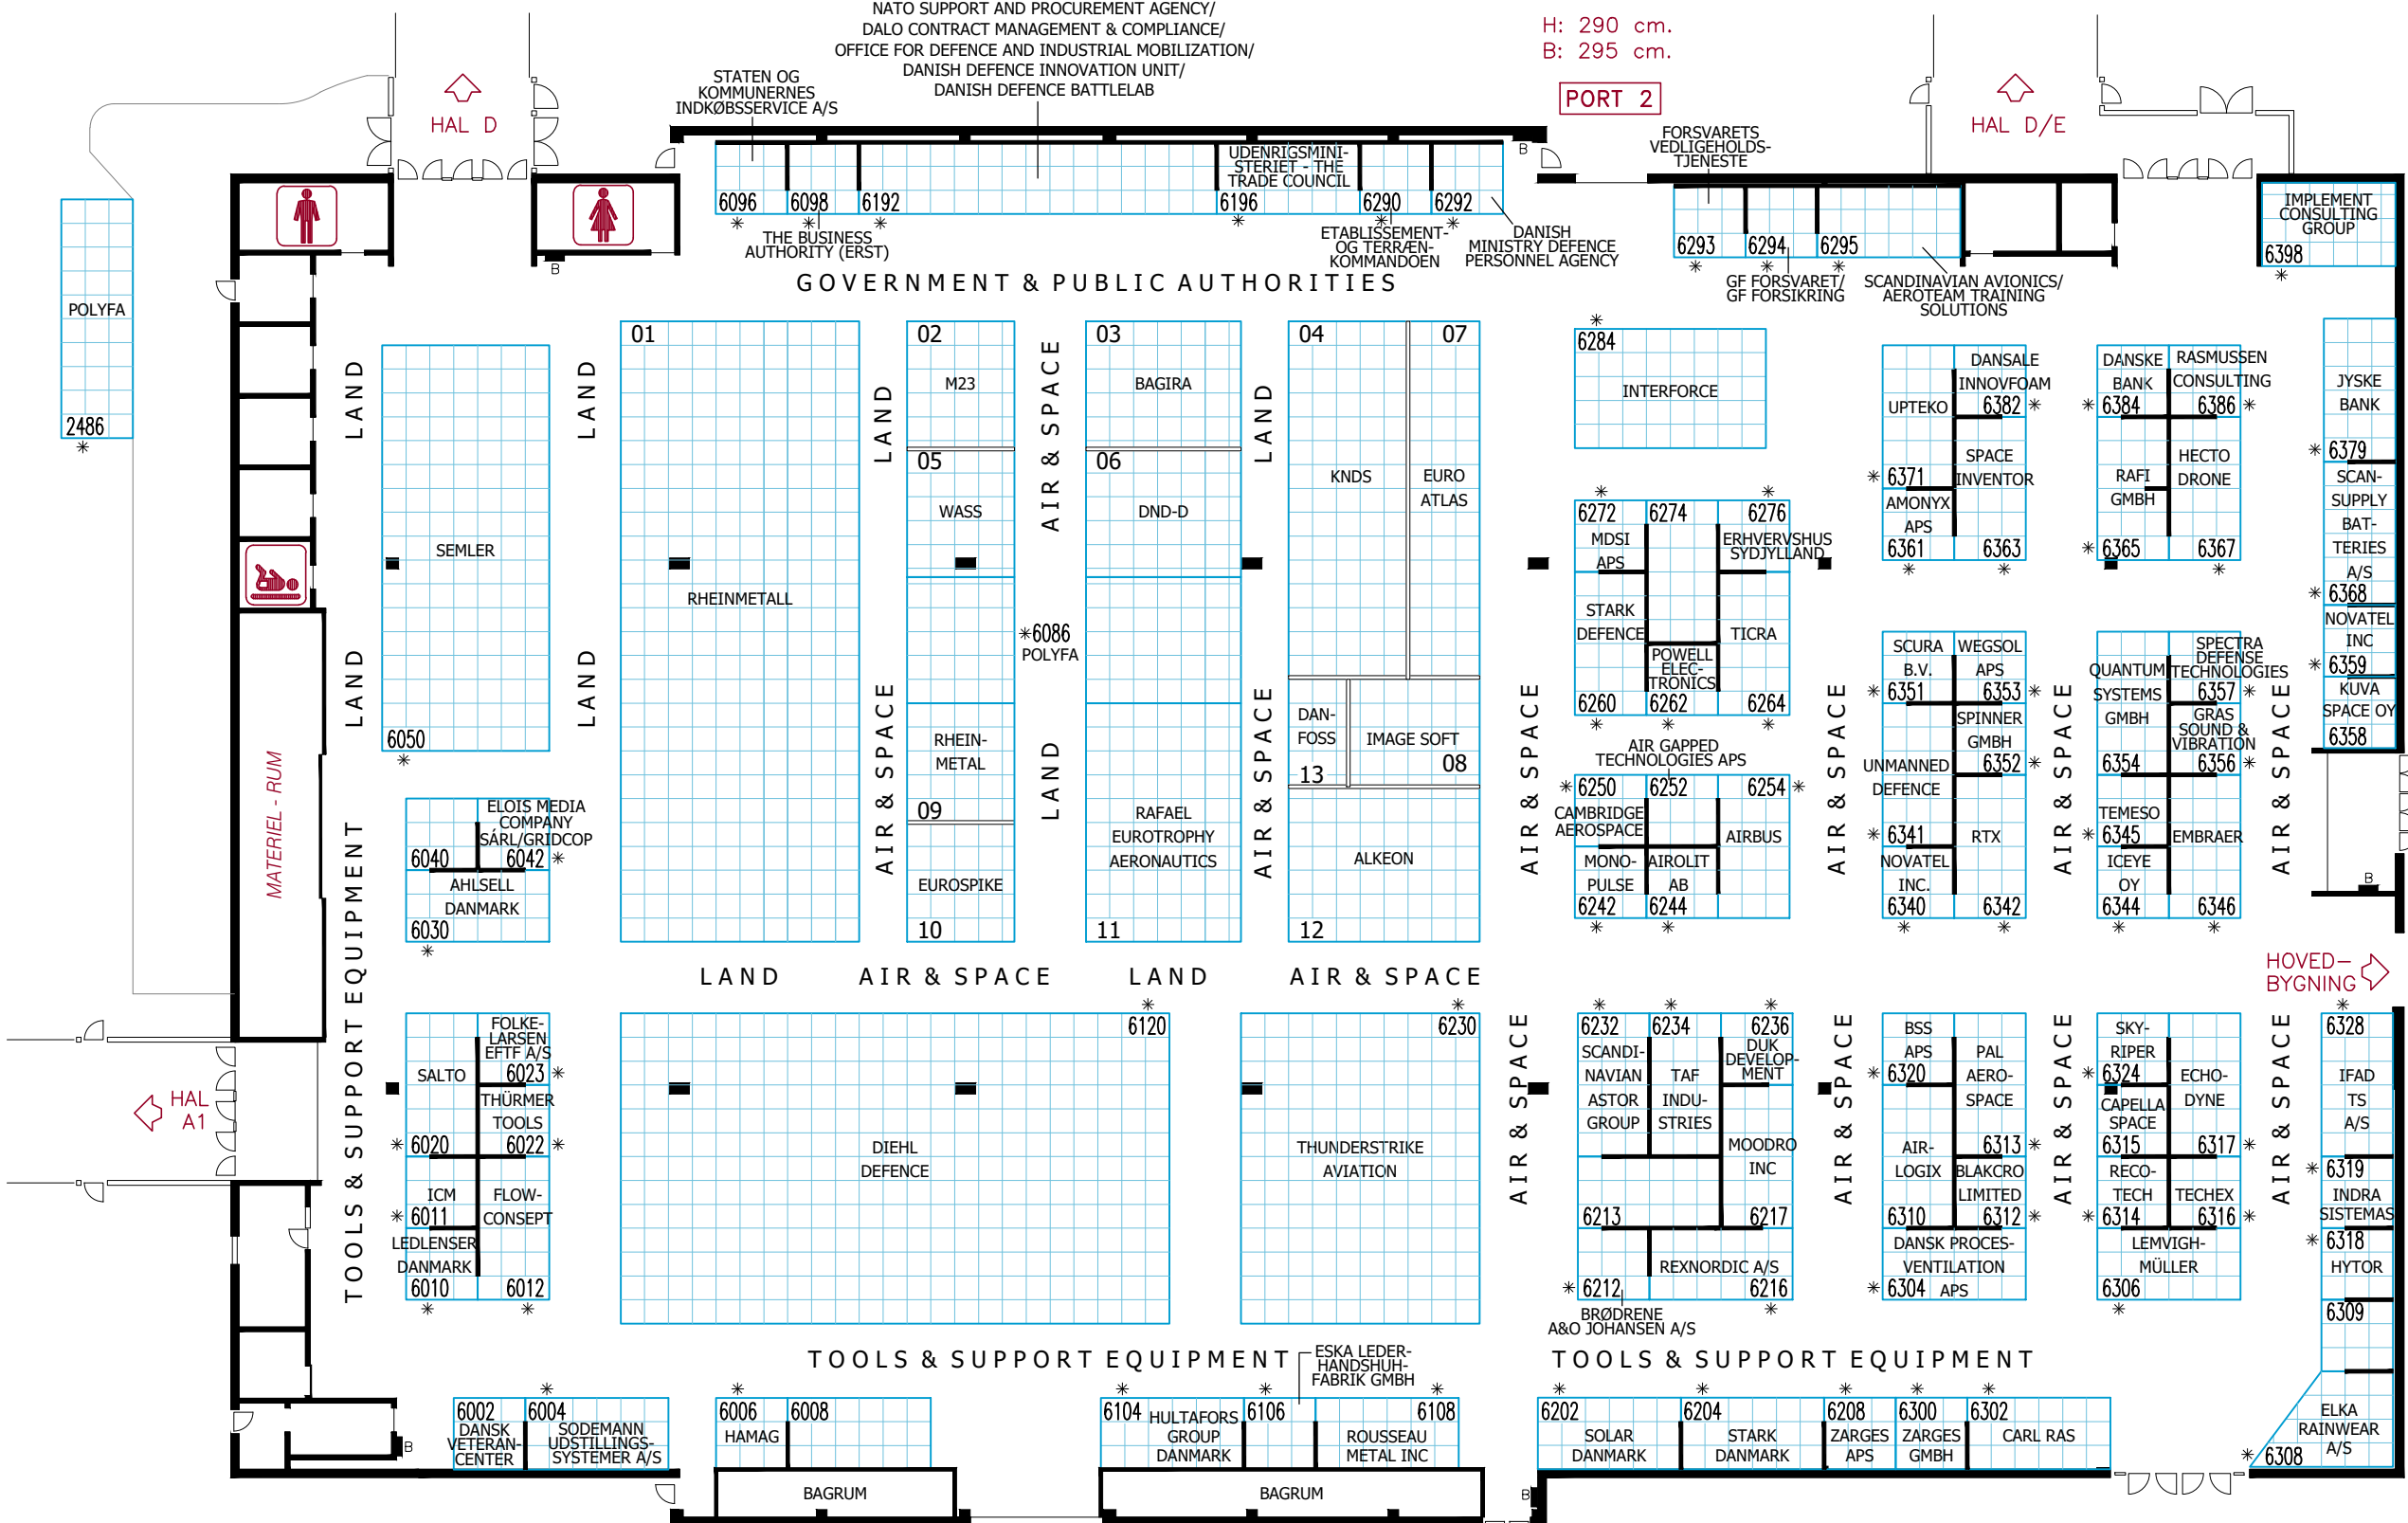 NATO SUPPORT AND PROCUREMENT AGENCY/
DALO CONTRACT MANAGEMENT & COMPLIANCE/
OFFICE FOR DEFENCE AND INDUSTRIAL MOBILIZATION/
DANISH DEFENCE INNOVATION UNIT/
DANISH DEFENCE BATTLELAB
STATEN OG
KOMMUNERNES
INDKØBSSERVICE A/S
H: 290 cm.
B: 295 cm.
PORT 2
HAL D
HAL D/E
FORSVARETS
VEDLIGEHOLDS-
TJENESTE
UDENRIGSMINI-
STERIET - THE
TRADE COUNCIL
B
6096
6098
6192
6196
6290
6292
*
*
*
*
*
*
THE BUSINESS
AUTHORITY (ERST)
ETABLISSEMENT-
OG TERRÆN-
KOMMANDOEN
DANISH
MINISTRY DEFENCE
PERSONNEL AGENCY
6293
6294
6295
*
*
*
GF FORSVARET/
GF FORSIKRING
SCANDINAVIAN AVIONICS/
AEROTEAM TRAINING
SOLUTIONS
IMPLEMENT
CONSULTING
GROUP
6398
*
B
GOVERNMENT & PUBLIC AUTHORITIES
POLYFA
2486
*
LAND
LAND
LAND
AIR & SPACE
LAND
SEMLER
6050
*
LAND
LAND
AIR & SPACE
LAND
AIR & SPACE
01
RHEINMETALL
02
M23
05
WASS
*6086
POLYFA
RHEIN-
METAL
09
EUROSPIKE
10
03
BAGIRA
06
DND-D
RAFAEL
EUROTROPHY
AERONAUTICS
11
04
KNDS
07
EURO
ATLAS
DAN-
FOSS
13
IMAGE SOFT
08
ALKEON
12
*
6284
INTERFORCE
*
*
6272
6274
6276
MDSI
APS
ERHVERVSHUS
SYDJYLLAND
STARK
DEFENCE
TICRA
POWELL
ELEC-
TRONICS
6260
6262
6264
*
*
*
AIR GAPPED
TECHNOLOGIES APS
*
6250
6252
6254
*
CAMBRIDGE
AEROSPACE
AIRBUS
MONO-
PULSE
AIROLIT
AB
6242
6244
*
*
AIR & SPACE
AIR & SPACE
AIR & SPACE
AIR & SPACE
DANSALE
INNOVFOAM
UPTEKO
6382 *
* 6371
SPACE
INVENTOR
AMONYX
APS
6361
6363
*
*
DANSKE
BANK
RASMUSSEN
CONSULTING
* 6384
6386 *
RAFI
GMBH
HECTO
DRONE
* 6365
6367
*
JYSKE
BANK
* 6379
SCAN-
SUPPLY
BAT-
TERIES
A/S
* 6368
NOVATEL
INC
* 6359
KUVA
SPACE OY
6358
SCURA
B.V.
WEGSOL
APS
* 6351
6353 *
SPINNER
GMBH
6352 *
UNMANNED
DEFENCE
* 6341
RTX
NOVATEL
INC.
6340
6342
*
*
QUANTUM
SYSTEMS
GMBH
SPECTRA
DEFENSE
TECHNOLOGIES
6357 *
GRAS
SOUND &
VIBRATION
6354
6356 *
TEMESO
* 6345
EMBRAER
ICEYE
OY
6344
6346
*
*
B
MATERIEL - RUM
ELOIS MEDIA
COMPANY
SÁRL/GRIDCOP
6040
6042 *
AHLSELL
DANMARK
6030
*
TOOLS & SUPPORT EQUIPMENT
LAND
AIR & SPACE
LAND
AIR & SPACE
HOVED-
BYGNING
HAL
A1
SALTO
FOLKE-
LARSEN
EFTF A/S
6023 *
THÜRMER
TOOLS
* 6020
6022 *
ICM
* 6011
FLOW-
CONSEPT
LEDLENSER
DANMARK
6010
6012
*
*
*
6120
DIEHL
DEFENCE
*
6230
THUNDERSTRIKE
AVIATION
AIR & SPACE
AIR & SPACE
AIR & SPACE
AIR & SPACE
*
*
*
6232
6234
6236
SCANDI-
NAVIAN
ASTOR
GROUP
TAF
INDU-
STRIES
DUK
DEVELOP-
MENT
MOODRO
INC
6213
6217
REXNORDIC A/S
* 6212
6216
*
BRØDRENE
A&O JOHANSEN A/S
BSS
APS
* 6320
PAL
AERO-
SPACE
6313 *
AIR-
LOGIX
BLAKCRO
LIMITED
6310
6312 *
DANSK PROCES-
VENTILATION
APS
* 6304
SKY-
RIPER
* 6324
ECHO-
DYNE
CAPELLA
SPACE
6315
6317 *
RECO-
TECH
TECHEX
* 6314
6316 *
LEMVIGH-
MÜLLER
6306
*
*
6328
IFAD
TS
A/S
* 6319
INDRA
SISTEMAS
* 6318
HYTOR
6309
ELKA
RAINWEAR
A/S
* 6308
TOOLS & SUPPORT EQUIPMENT
TOOLS & SUPPORT EQUIPMENT
ESKA LEDER-
HANDSHUH-
FABRIK GMBH
B
*
6002
6004
DANSK
VETERAN-
CENTER
SODEMANN
UDSTILLINGS-
SYSTEMER A/S
*
6006
6008
HAMAG
BAGRUM
*
*
*
6104
6106
6108
HULTAFORS
GROUP
DANMARK
ROUSSEAU
METAL INC
BAGRUM
B
*
*
*
*
*
6202
6204
6208
6300
6302
SOLAR
DANMARK
STARK
DANMARK
ZARGES
APS
ZARGES
GMBH
CARL RAS